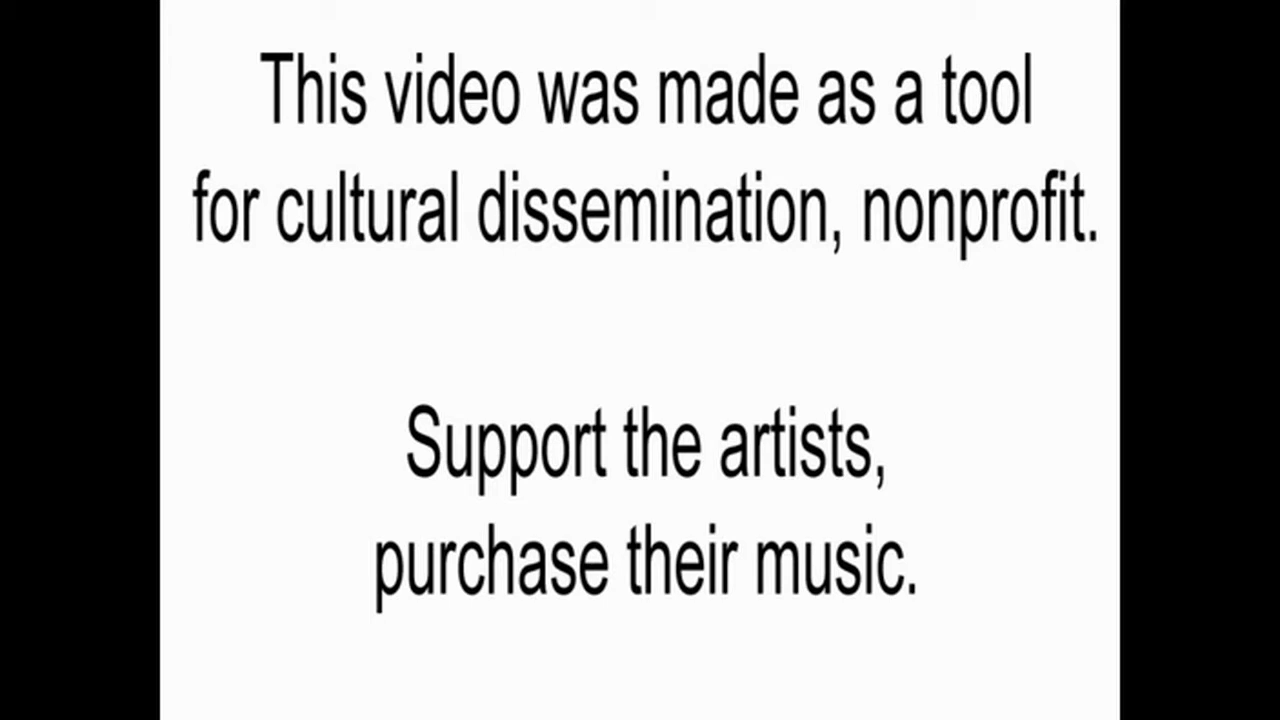 This video was made as a tool
for cultural dissemination, nonprofit.
Support the artists,
purchase their music.